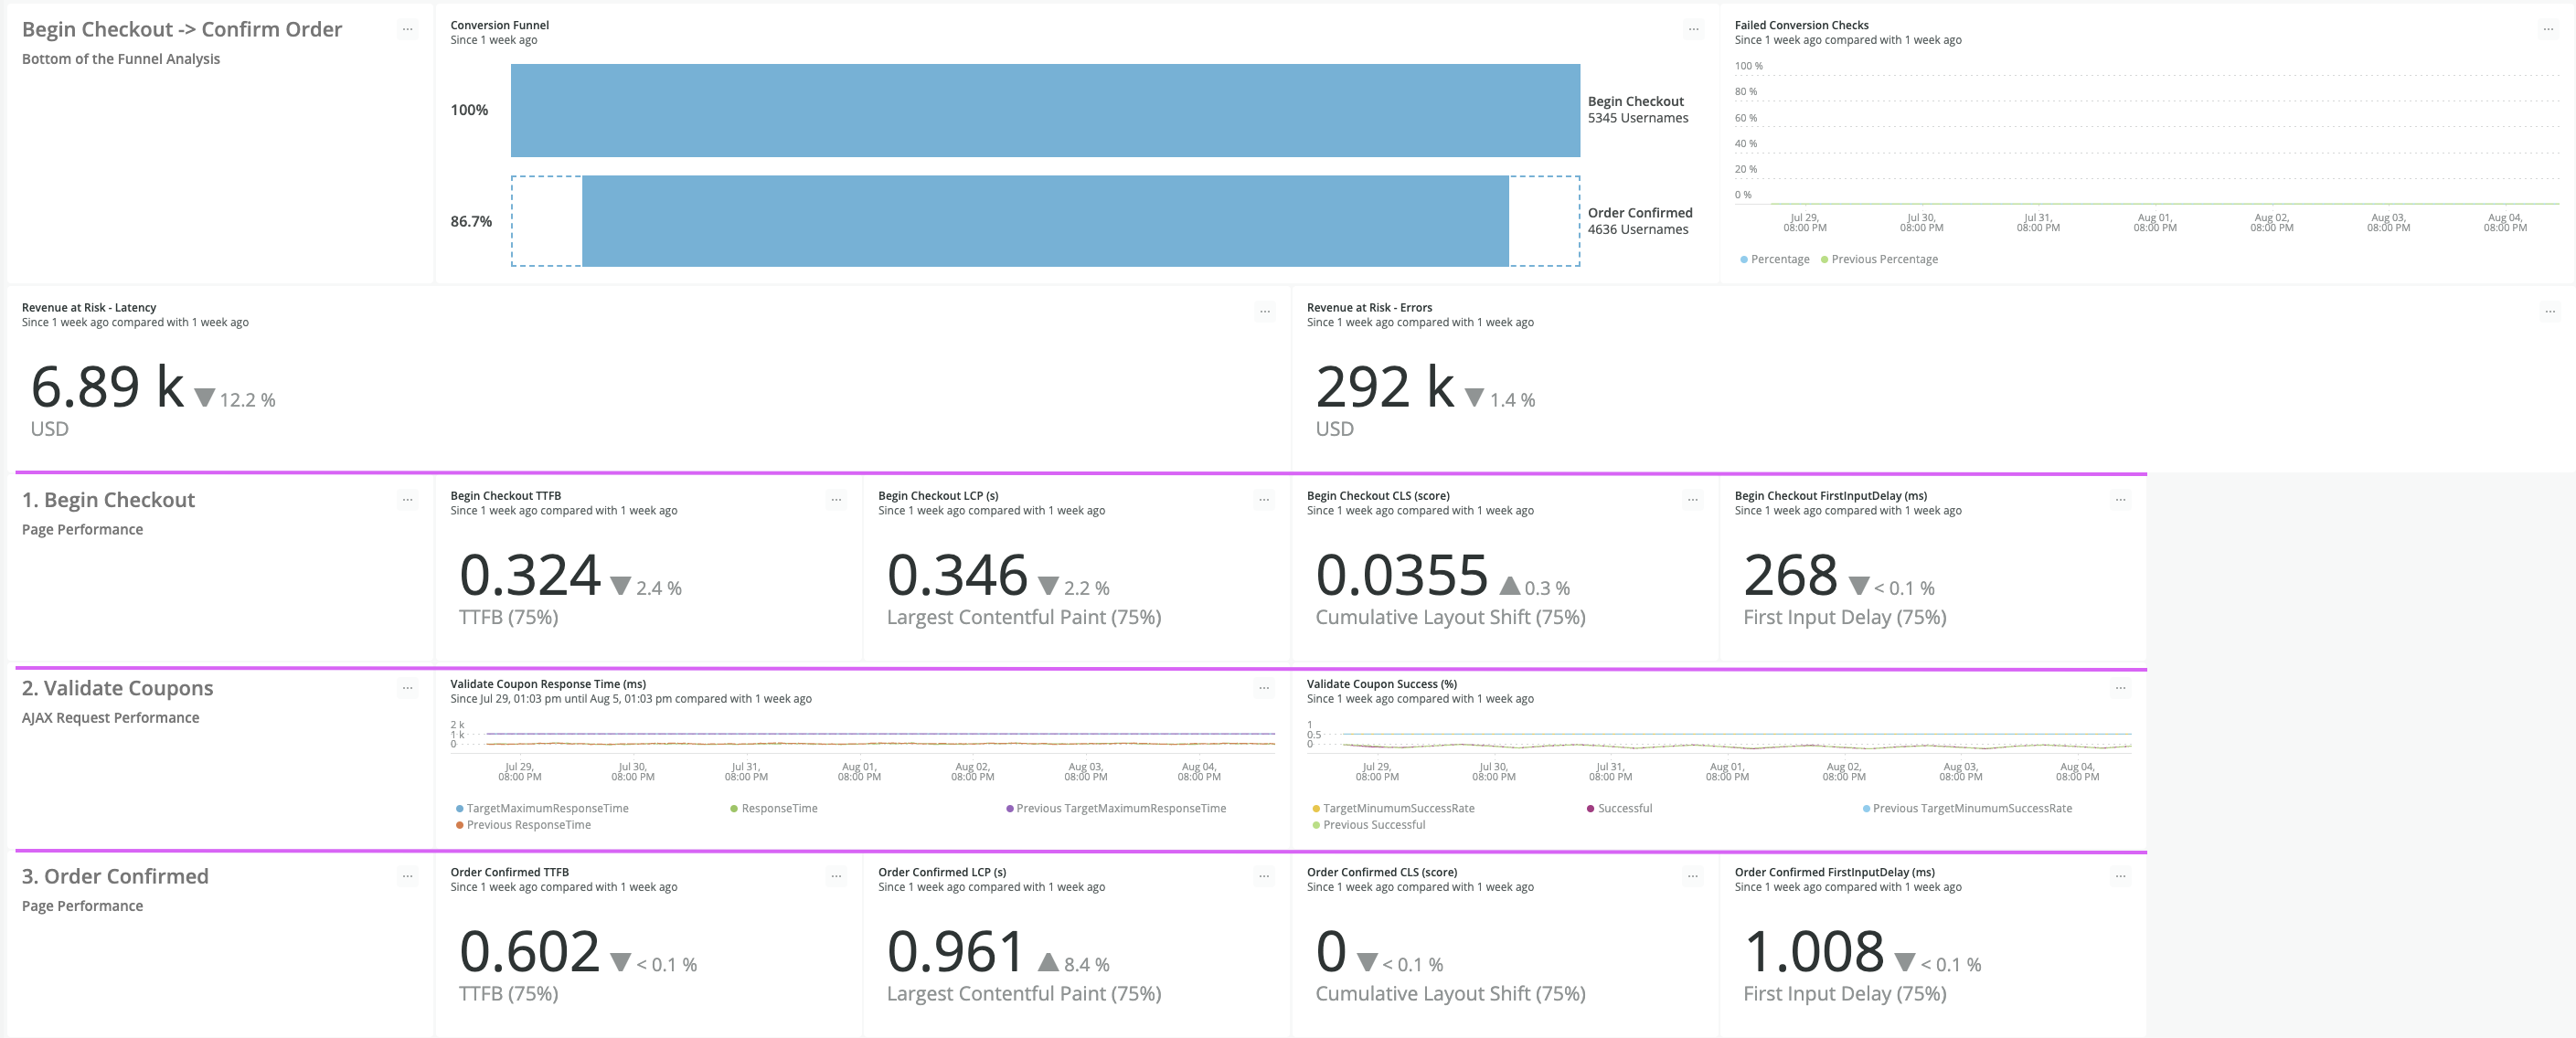 Begin Checkout -> Confirm Order
Bottom of the Funnel Analysis
Conversion Funnel
Since 1 week ago
100%
Begin Checkout
5345 Usernames
86.7%
Order Confirmed
4636 Usernames
Failed Conversion Checks
Since 1 week ago compared with 1 week ago
100 %
80 %
60 %
40 %
20 %
0 %
Jul 29, Jul 30, Jul 31, Aug 01, Aug 02, Aug 03, Aug 04,
08:00 PM 08:00 PM 08:00 PM 08:00 PM 08:00 PM 08:00 PM 08:00 PM
Percentage Previous Percentage
Revenue at Risk - Latency
Since 1 week ago compared with 1 week ago
6.89 k 12.2 %
USD
Revenue at Risk - Errors
Since 1 week ago compared with 1 week ago
292 k 1.4 %
USD
1. Begin Checkout
Page Performance
Begin Checkout TTFB
Since 1 week ago compared with 1 week ago
0.324 2.4 %
TTFB (75%)
Begin Checkout LCP (s)
Since 1 week ago compared with 1 week ago
0.346 2.2 %
Largest Contentful Paint (75%)
Begin Checkout CLS (score)
Since 1 week ago compared with 1 week ago
0.0355 0.3 %
Cumulative Layout Shift (75%)
Begin Checkout FirstInputDelay (ms)
Since 1 week ago compared with 1 week ago
268 < 0.1 %
First Input Delay (75%)
2. Validate Coupons
AJAX Request Performance
Validate Coupon Response Time (ms)
Since Jul 29, 01:03 pm until Aug 5, 01:03 pm compared with 1 week ago
2 k
1 k
0
Jul 29, Jul 30, Jul 31, Aug 01, Aug 02, Aug 03, Aug 04,
08:00 PM 08:00 PM 08:00 PM 08:00 PM 08:00 PM 08:00 PM 08:00 PM
TargetMaximumResponseTime ResponseTime Previous TargetMaximumResponseTime
Previous ResponseTime
Validate Coupon Success (%)
Since 1 week ago compared with 1 week ago
1
0.5
0
Jul 29, Jul 30, Jul 31, Aug 01, Aug 02, Aug 03, Aug 04,
08:00 PM 08:00 PM 08:00 PM 08:00 PM 08:00 PM 08:00 PM 08:00 PM
TargetMinumumSuccessRate Successful Previous TargetMinumumSuccessRate
Previous Successful
3. Order Confirmed
Page Performance
Order Confirmed TTFB
Since 1 week ago compared with 1 week ago
0.602 < 0.1 %
TTFB (75%)
Order Confirmed LCP (s)
Since 1 week ago compared with 1 week ago
0.961 8.4 %
Largest Contentful Paint (75%)
Order Confirmed CLS (score)
Since 1 week ago compared with 1 week ago
0 < 0.1 %
Cumulative Layout Shift (75%)
Order Confirmed FirstInputDelay (ms)
Since 1 week ago compared with 1 week ago
1.008 < 0.1 %
First Input Delay (75%)